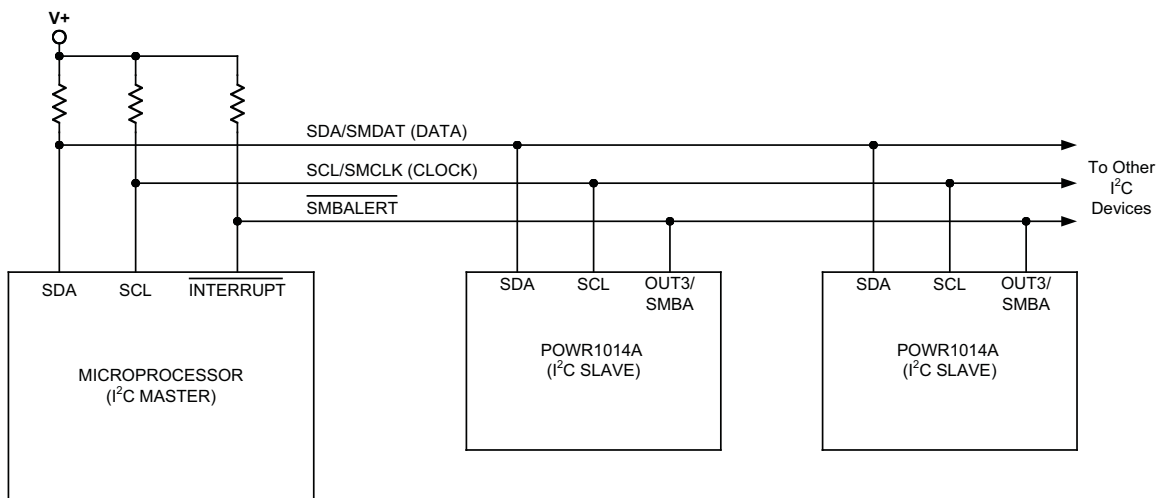 V+
SDA/SMDAT (DATA)
SCL/SMCLK (CLOCK)
SMBALERT
To Other
I²C
Devices
SDA SCL INTERRUPT
MICROPROCESSOR
(I²C MASTER)
SDA SCL OUT3/
SMBA
POWR1014A
(I²C SLAVE)
SDA SCL OUT3/
SMBA
POWR1014A
(I²C SLAVE)